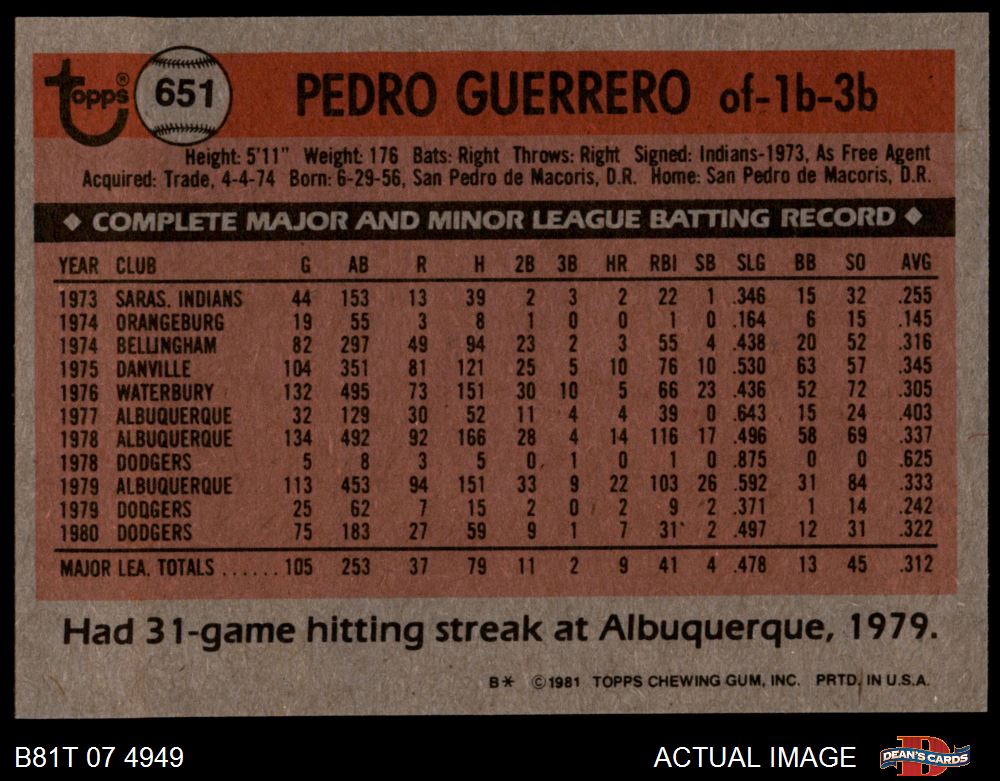 topps® 651 PEDRO GUERRERO of-1b-3b
Height: 5'11" Weight: 176 Bats: Right Throws: Right Signed: Indians-1973, As Free Agent
Acquired: Trade, 4-4-74 Born: 6-29-56, San Pedro de Macoris, D.R. Home: San Pedro de Macoris, D.R.
◆ COMPLETE MAJOR AND MINOR LEAGUE BATTING RECORD ◆
YEAR CLUB G AB R H 2B 3B HR RBI SB SLG BB SO AVG
1973 SARAS. INDIANS 44 153 13 39 2 3 2 22 1 .346 15 32 .255
1974 ORANGEBURG 19 55 3 8 1 0 0 1 0 .164 6 15 .145
1974 BELLINGHAM 82 297 49 94 23 2 3 55 4 .438 20 52 .316
1975 DANVILLE 104 351 81 121 25 5 10 76 10 .530 63 57 .345
1976 WATERBURY 132 495 73 151 30 10 5 66 23 .436 52 72 .305
1977 ALBUQUERQUE 32 129 30 52 11 4 4 39 0 .643 15 24 .403
1978 ALBUQUERQUE 134 492 92 166 28 4 14 116 17 .496 58 69 .337
1978 DODGERS 5 8 3 5 0 1 0 1 0 .875 0 0 .625
1979 ALBUQUERQUE 113 453 94 151 33 9 22 103 26 .592 31 84 .333
1979 DODGERS 25 62 7 15 2 0 2 9 2 .371 1 14 .242
1980 DODGERS 75 183 27 59 9 1 7 31 2 .497 12 31 .322
MAJOR LEA. TOTALS ...... 105 253 37 79 11 2 9 41 4 .478 13 45 .312
Had 31-game hitting streak at Albuquerque, 1979.
B* ©1981 TOPPS CHEWING GUM, INC. PRTD. IN U.S.A.
B81T 07 4949 ACTUAL IMAGE DEAN'S CARDS